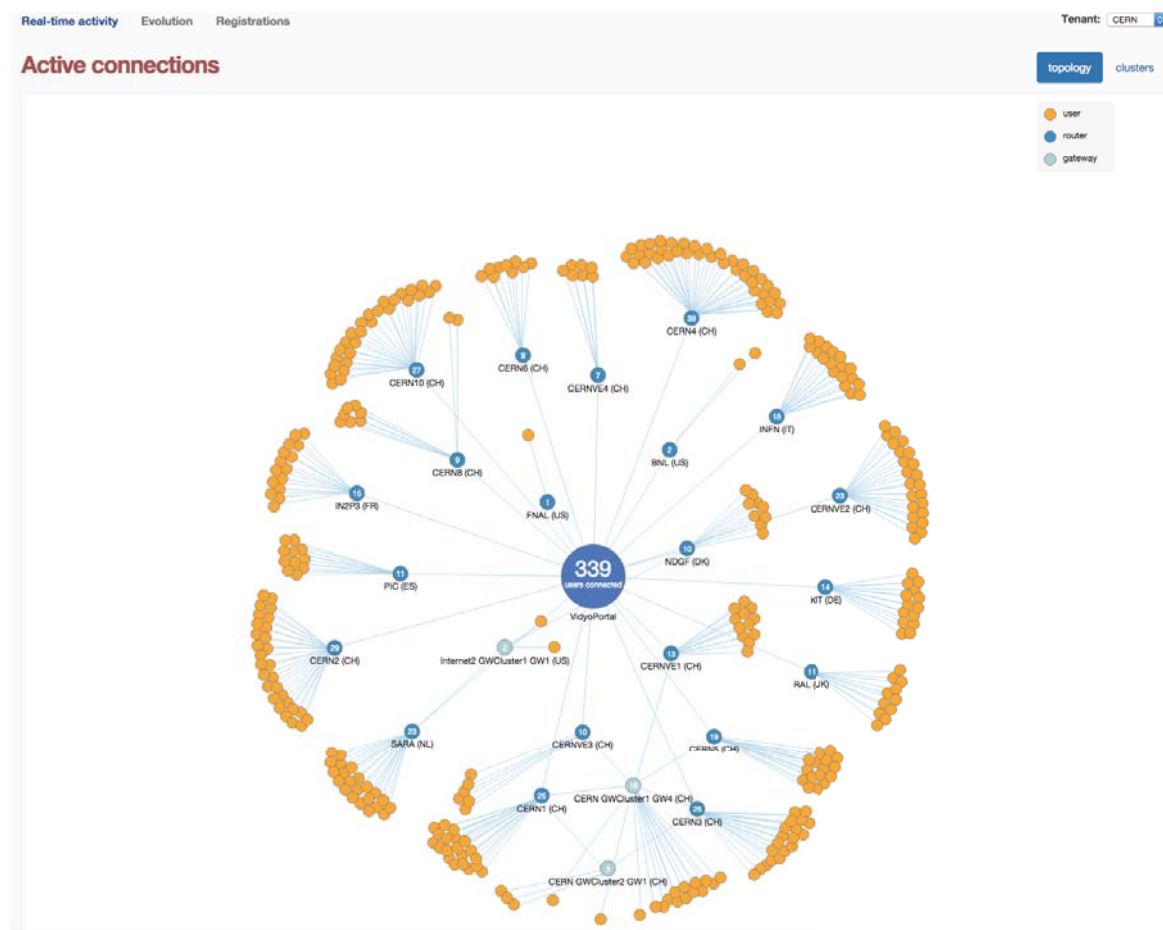 Real-time activity Evolution Registrations Tenant: CERN
Active connections
topology clusters
user
router
gateway
CERN4 (CH)
27
CERN10 (CH)
CERN6 (CH)
7
CERNVE4 (CH)
18
INFN (IT)
2
BNL (US)
9
CERN8 (CH)
15
IN2P3 (FR)
1
FNAL (US)
23
CERNVE2 (CH)
10
NDGF (DK)
339
users connected
VidyoPortal
11
PIC (ES)
14
KIT (DE)
29
CERN2 (CH)
2
Internet2 GWCluster1 GW1 (US)
13
CERNVE1 (CH)
11
RAL (UK)
23
SARA (NL)
10
CERNVE3 (CH)
19
CERN5 (CH)
CERN GWCluster1 GW4 (CH)
25
CERN1 (CH)
CERN3 (CH)
CERN GWCluster2 GW1 (CH)